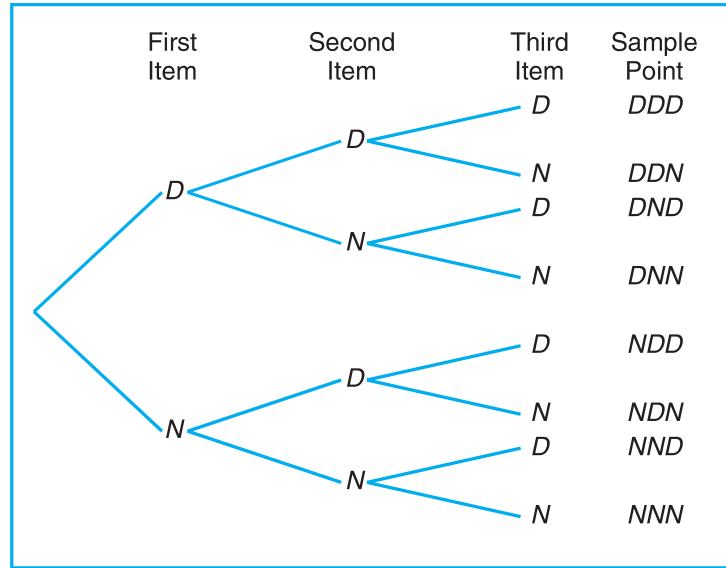 First Second Third Sample
Item Item Item Point
D DDD
D
N DDN
D
D DND
N
N DNN
D NDD
D
N NDN
N
D NND
N
N NNN